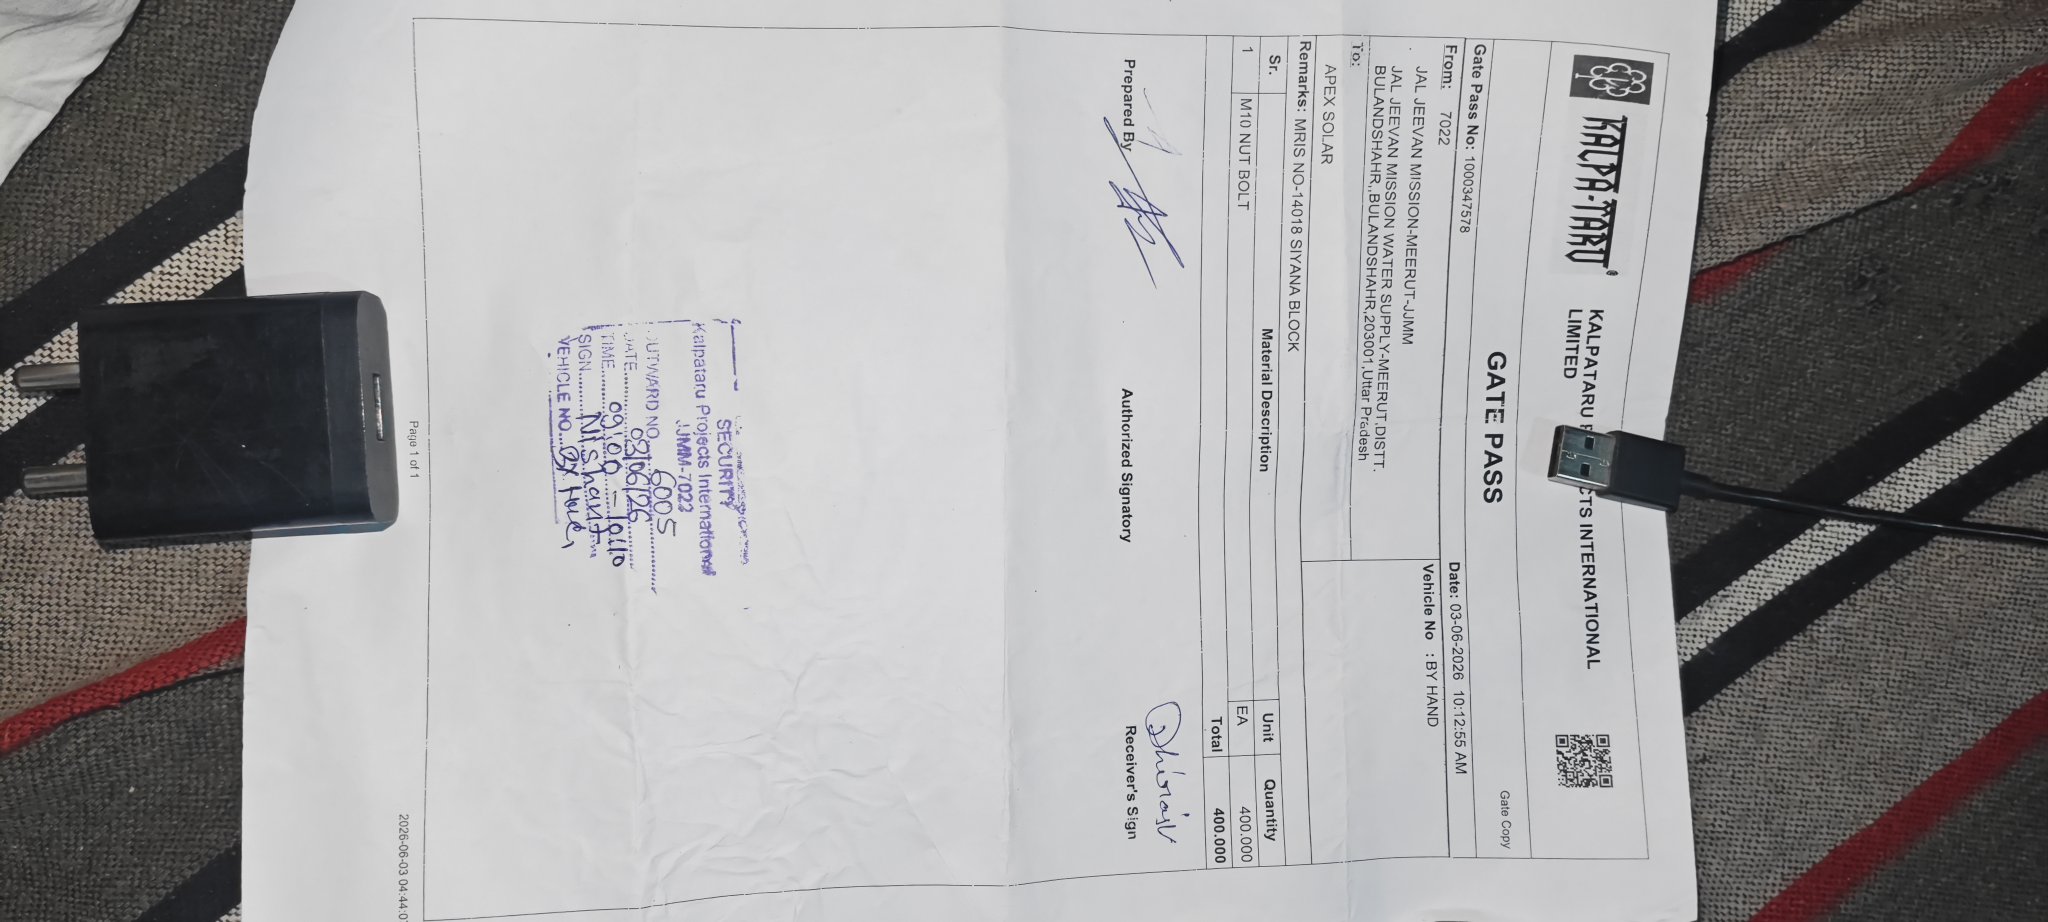 KALPA-TARU®
KALPATARU CTS INTERNATIONAL
LIMITED
GATE PASS
Gate Copy
Gate Pass No: 1000347578
Date: 03-06-2026 10:12:55 AM
From: 7022
Vehicle No : BY HAND
JAL JEEVAN MISSION-MEERUT-JJMM
JAL JEEVAN MISSION WATER SUPPLY-MEERUT,DISTT.
BULANDSHAHR,,BULANDSHAHR,203001,Uttar Pradesh
To:
APEX SOLAR
Remarks: MRIS NO-14018 SIYANA BLOCK
Sr. Material Description Unit Quantity
1 M10 NUT BOLT EA 400.000
Total 400.000
Prepared By Authorized Signatory Receiver's Sign
SECURITY
Kalpataru Projects International
JJMM-7022
OUTWARD NO. 6005
DATE 03/06/26
TIME 09:00 - 10:10
SIGN Nishant
VEHICLE NO. By Hand
Page 1 of 1
2026-06-03 04:44:0